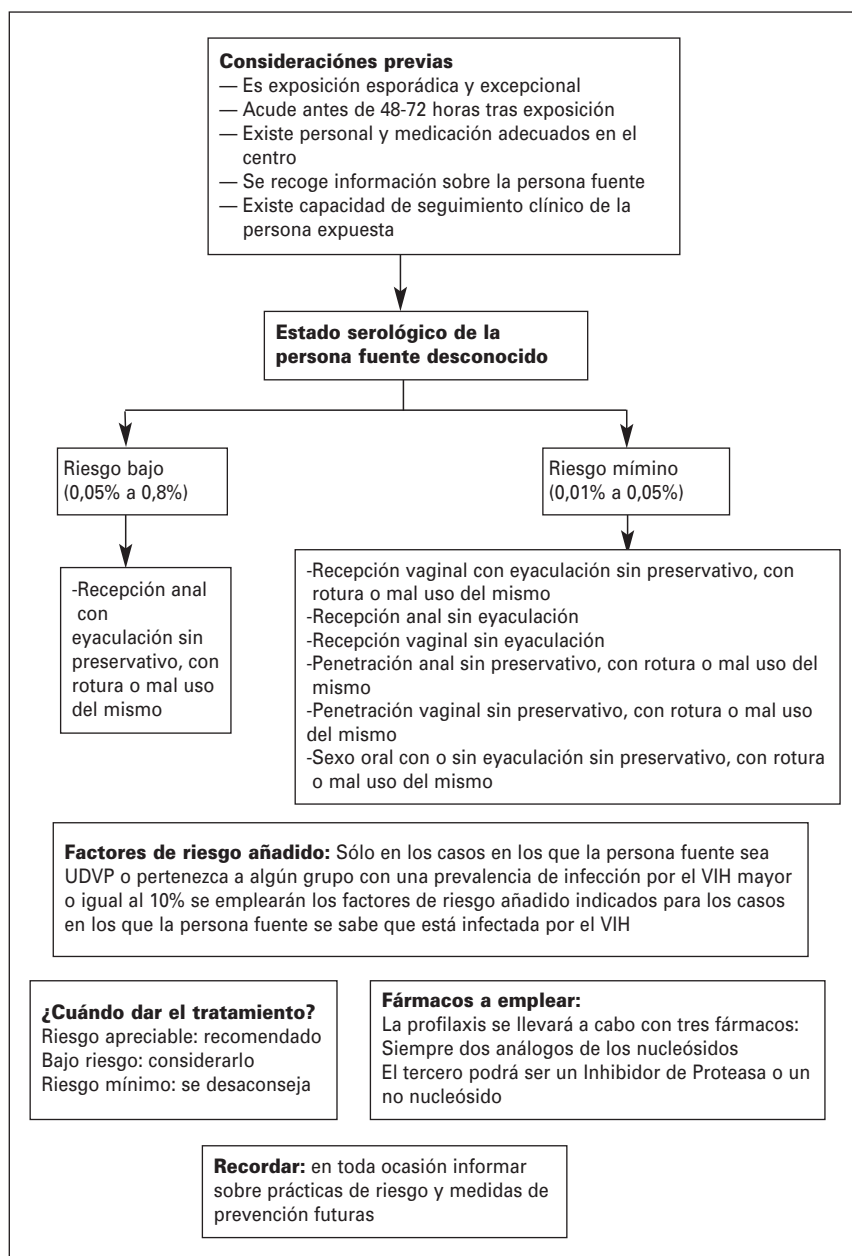 Consideraciónes previas
— Es exposición esporádica y excepcional
— Acude antes de 48-72 horas tras exposición
— Existe personal y medicación adecuados en el
centro
— Se recoge información sobre la persona fuente
— Existe capacidad de seguimiento clínico de la
persona expuesta
Estado serológico de la
persona fuente desconocido
Riesgo bajo
(0,05% a 0,8%)
Riesgo mímino
(0,01% a 0,05%)
-Recepción anal
con
eyaculación sin
preservativo, con
rotura o mal uso
del mismo
-Recepción vaginal con eyaculación sin preservativo, con
rotura o mal uso del mismo
-Recepción anal sin eyaculación
-Recepción vaginal sin eyaculación
-Penetración anal sin preservativo, con rotura o mal uso del
mismo
-Penetración vaginal sin preservativo, con rotura o mal uso
del mismo
-Sexo oral con o sin eyaculación sin preservativo, con rotura
o mal uso del mismo
Factores de riesgo añadido: Sólo en los casos en los que la persona fuente sea
UDVP o pertenezca a algún grupo con una prevalencia de infección por el VIH mayor
o igual al 10% se emplearán los factores de riesgo añadido indicados para los casos
en los que la persona fuente se sabe que está infectada por el VIH
¿Cuándo dar el tratamiento?
Riesgo apreciable: recomendado
Bajo riesgo: considerarlo
Riesgo mínimo: se desaconseja
Fármacos a emplear:
La profilaxis se llevará a cabo con tres fármacos:
Siempre dos análogos de los nucleósidos
El tercero podrá ser un Inhibidor de Proteasa o un
no nucleósido
Recordar: en toda ocasión informar
sobre prácticas de riesgo y medidas de
prevención futuras